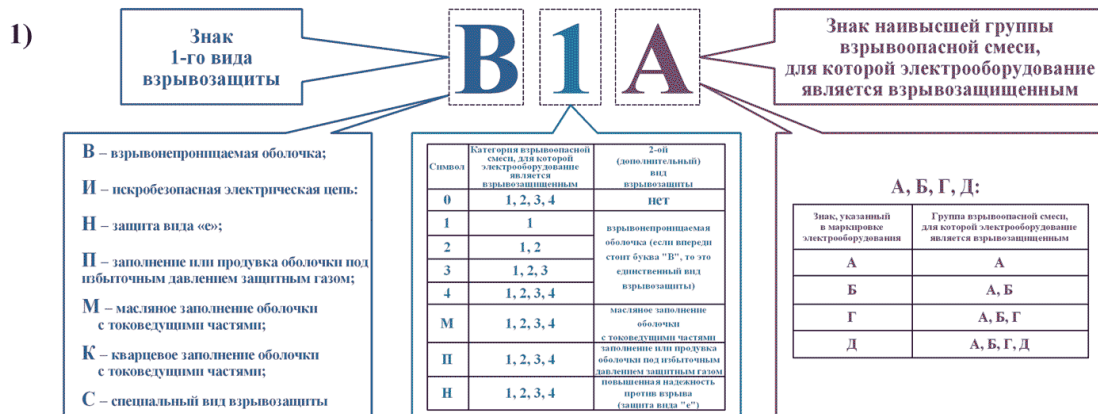 1)
Знак
1-го вида
взрывозащиты
В 1 А
Знак наивысшей группы
взрывоопасной смеси,
для которой электрооборудование
является взрывозащищенным
В – взрывонепроницаемая оболочка;
И – искробезопасная электрическая цепь:
Н – защита вида «е»;
П – заполнение или продувка оболочки под
избыточным давлением защитным газом;
М – масляное заполнение оболочки
с токоведущими частями;
К – кварцевое заполнение оболочки
с токоведущими частями;
С – специальный вид взрывозащиты
Символ
Категория взрывоопасной
смеси, для которой
электрооборудование
является
взрывозащищенным
2-ой
(дополнительный)
вид
взрывозащиты
0 1, 2, 3, 4 нет
1 1
2 1, 2
3 1, 2, 3
4 1, 2, 3, 4
взрывонепроницаемая
оболочка (если впереди
стоит буква "В", то это
единственный вид
взрывозащиты)
М 1, 2, 3, 4
масляное заполнение
оболочки
с токоведущими частями
П 1, 2, 3, 4
заполнение или продувка
оболочки под избыточным
давлением защитным газом
Н 1, 2, 3, 4
повышенная надежность
против взрыва
(защита вида "е")
А, Б, Г, Д:
Знак, указанный
в маркировке
электрооборудования
Группа взрывоопасной смеси,
для которой электрооборудование
является взрывозащищенным
А А
Б А, Б
Г А, Б, Г
Д А, Б, Г, Д